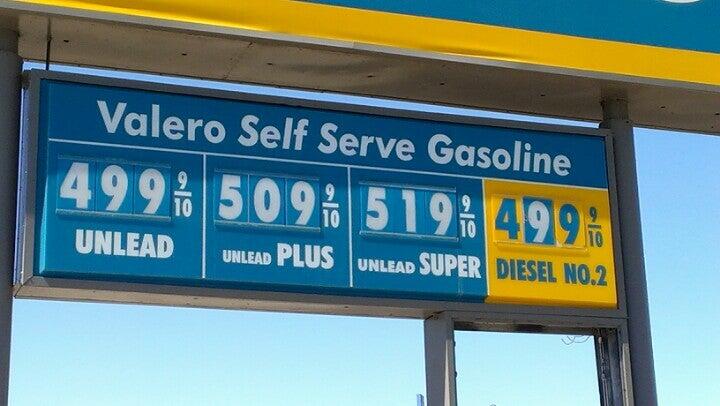 Valero Self Serve Gasoline
499 9/10 509 9/10 519 9/10 499 9/10
UNLEAD UNLEAD PLUS UNLEAD SUPER DIESEL NO.2